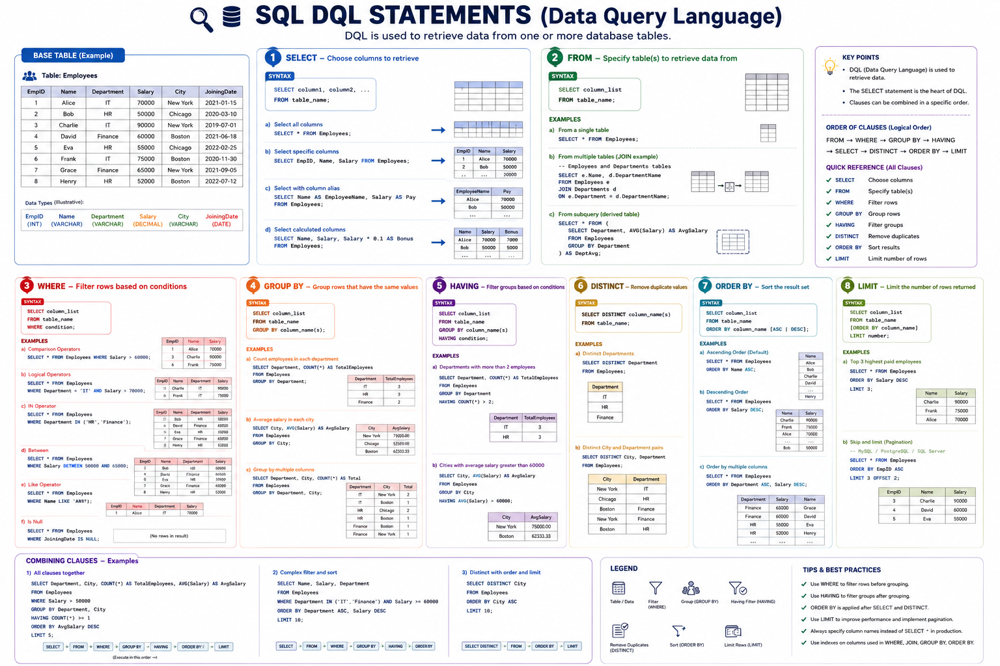 SQL DQL STATEMENTS (Data Query Language)
DQL is used to retrieve data from one or more database tables.
BASE TABLE (Example)
Table: Employees
EmpID Name Department Salary City JoiningDate
1 Alice IT 70000 New York 2021-01-15
2 Bob HR 50000 Chicago 2020-03-10
3 Charlie IT 90000 New York 2019-07-01
4 David Finance 60000 Boston 2021-06-18
5 Eva HR 55000 Chicago 2022-02-25
6 Frank IT 75000 Boston 2020-11-30
7 Grace Finance 65000 New York 2021-09-05
8 Henry HR 52000 Boston 2022-07-12
Data Types (Illustrative):
EmpID Name Department Salary City JoiningDate
(INT) (VARCHAR) (VARCHAR) (DECIMAL) (VARCHAR) (DATE)
1 SELECT – Choose columns to retrieve
SYNTAX
SELECT column1, column2, ...
FROM table_name;
a) Select all columns
SELECT * FROM Employees;
b) Select specific columns
SELECT EmpID, Name, Salary FROM Employees;
EmpID Name Salary
1 Alice 70000
2 Bob 50000
c) Select with column alias
SELECT Name AS EmployeeName, Salary AS Pay
FROM Employees;
EmployeeName Pay
Alice 70000
Bob 50000
... ...
d) Select calculated columns
SELECT Name, Salary, Salary * 0.1 AS Bonus
FROM Employees;
Name Salery Bonus
Alice 70000 7000
Bob 50000 5000
... ... ...
2 FROM – Specify table(s) to retrieve data from
SYNTAX
SELECT column_list
FROM table_name;
EXAMPLES
a) From a single table
SELECT * FROM Employees;
b) From multiple tables (JOIN example)
-- Employees and Departments tables
SELECT e.Name, d.DepartmentName
FROM Employees e
JOIN Departments d
ON e.Department = d.DepartmentName;
c) From subquery (derived table)
SELECT * FROM (
SELECT Department, AVG(Salary) AS AvgSalary
FROM Employees
GROUP BY Department
) AS DeptAvg;
KEY POINTS
• DQL (Data Query Language) is used to
retrieve data.
• The SELECT statement is the heart of DQL.
• Clauses can be combined in a specific order.
ORDER OF CLAUSES (Logical Order)
FROM → WHERE → GROUP BY → HAVING
→ SELECT → DISTINCT → ORDER BY → LIMIT
QUICK REFERENCE (All Clauses)
✓ SELECT Choose columns
✓ FROM Specify table(s)
✓ WHERE Filter rows
✓ GROUP BY Group rows
✓ HAVING Filter groups
✓ DISTINCT Remove duplicates
✓ ORDER BY Sort results
✓ LIMIT Limit number of rows
3 WHERE – Filter rows based on conditions
SYNTAX
SELECT column_list
FROM table_name
WHERE condition;
EXAMPLES
a) Comparison Operators
SELECT * FROM Employees WHERE Salary > 60000;
EmpID Name Salary
1 Alice 70000
3 Charlie
6 Frank 75000
b) Logical Operators
SELECT * FROM Employees
WHERE Department = 'IT' AND Salary > 70000;
EmpID Name Department Salary
Charlie IT 90000
Frank IT 75000
c) IN Operator
SELECT * FROM Employees
WHERE Department IN ('HR','Finance');
EmpID Name Department Salary
Bob HR
David Finance
Eva HR
Grace Finance
Henry HR
d) Between
SELECT * FROM Employees
WHERE Salary BETWEEN 50000 AND 65000;
EmpID Name Department Salary
Bob
4
Eva
7 Grace Finance
8 Henry HR 52000
e) Like Operator
SELECT * FROM Employees
WHERE Name LIKE
EmpID Name Department Salary
1 Alice IT 70000
f) Is Null
SELECT * FROM Employees
WHERE JoiningDate IS NULL;
(No rows in result)
4 GROUP BY – Group rows that have the same values
SYNTAX
SELECT column_list
FROM table_name
GROUP BY column_name(s);
EXAMPLES
a) Count employees in each department
SELECT Department, COUNT(*) AS TotalEmployees
FROM Employees
GROUP BY Department;
Department TotalEmployees
IT 3
HR 3
Finance 2
b) Average salary in each city
SELECT City, AVG(Salary) AS AvgSalary
FROM Employees
GROUP BY City;
City AvgSalary
New York
Chicago
Boston
c) Group by multiple columns
SELECT Department, City, COUNT(*) AS Total
FROM Employees
GROUP BY Department, City;
Department City Total
IT New York 2
IT Boston 1
HR Chicago 2
HR Boston 1
Finance Boston 1
Finance New York 1
5 HAVING – Filter groups based on conditions
SYNTAX
SELECT column_list
FROM table_name
GROUP BY column_name(s)
HAVING condition;
EXAMPLES
a) Departments with more than 2 employees
SELECT Department, COUNT(*) AS TotalEmployees
FROM Employees
GROUP BY Department
HAVING COUNT(*) > 2;
Department TotalEmployees
IT 3
HR 3
b) Cities with average salary greater than 60000
SELECT City, AVG(Salary) AS AvgSalary
FROM Employees
GROUP BY City
HAVING AVG(Salary) > 60000;
City AvgSalary
New York 75000.00
Boston
6 DISTINCT – Remove duplicate values
SYNTAX
SELECT DISTINCT column_name(s)
FROM table_name;
EXAMPLES
a) Distinct Departments
SELECT DISTINCT Department
FROM Employees;
Department
IT
HR
Finance
b) Distinct City and Department pairs
SELECT DISTINCT City, Department
FROM Employees;
City Department
New York IT
Chicago HR
Boston Finance
New York Finance
Boston HR
7 ORDER BY – Sort the result set
SYNTAX
SELECT column_list
FROM table_name
ORDER BY column_name [ASC | DESC];
EXAMPLES
a) Ascending Order (Default)
SELECT * FROM Employees
ORDER BY Name ASC;
Name
Alice
Bob
Charlie
David
...
Henry
b) Descending Order
SELECT * FROM Employees
ORDER BY Salary DESC;
Name Salary
Charlie 90000
Frank 75000
Alice 70000
... ...
Bob 50000
c) Order by multiple columns
SELECT * FROM Employees
ORDER BY Department ASC, Salary DESC;
Department Salary Name
Finance 65000 Grace
Finance 60000 David
HR 55000 Eva
HR 52000 Henry
... ... ...
8 LIMIT – Limit the number of rows returned
SYNTAX
SELECT column_list
FROM table_name
[ORDER BY column_name]
LIMIT number;
EXAMPLES
a) Top 3 highest paid employees
SELECT * FROM Employees
ORDER BY Salary DESC
LIMIT 3;
Name Salary
Charlie 90000
Frank 75000
Alice 70000
b) Skip and limit (Pagination)
-- MySQL / PostgreSQL / SQL Server
SELECT * FROM Employees
ORDER BY EmpID ASC
LIMIT 3 OFFSET 2;
EmpID Name Salary
3 Charlie 90000
4 David 60000
5 Eva 55000
COMBINING CLAUSES – Examples
1) All clauses together
SELECT Department, City, COUNT(*) AS TotalEmployees, AVG(Salary) AS AvgSalary
FROM Employees
WHERE Salary > 50000
GROUP BY Department, City
HAVING COUNT(*) >= 1
ORDER BY AvgSalary DESC
LIMIT 5;
SELECT → FROM → WHERE → GROUP BY → HAVING → ORDER BY → LIMIT
(Execute in this order →)
2) Complex filter and sort
SELECT Name, Salary, Department
FROM Employees
WHERE Department IN ('IT','Finance') AND Salary >= 60000
ORDER BY Department ASC, Salary DESC
LIMIT 10;
SELECT → FROM → WHERE → GROUP BY → HAVING →
3) Distinct with order and limit
SELECT DISTINCT City
FROM Employees
ORDER BY City ASC
LIMIT 10;
SELECT DISTINCT → FROM → ORDER BY → LIMIT
LEGEND
Table / Data
Filter
(WHERE)
Group (GROUP BY)
Having Filter (HAVING)
Remove Duplicates
(DISTINCT)
Sort (ORDER BY)
Limit Rows (LIMIT)
TIPS & BEST PRACTICES
✓ Use WHERE to filter rows before grouping.
✓ Use HAVING to filter groups after grouping.
✓ ORDER BY is applied after SELECT and DISTINCT.
✓ Use LIMIT to improve performance and implement pagination.
✓ Always specify column names instead of SELECT * in production.
✓ Use indexes on columns used in WHERE, JOIN, GROUP BY, ORDER BY.